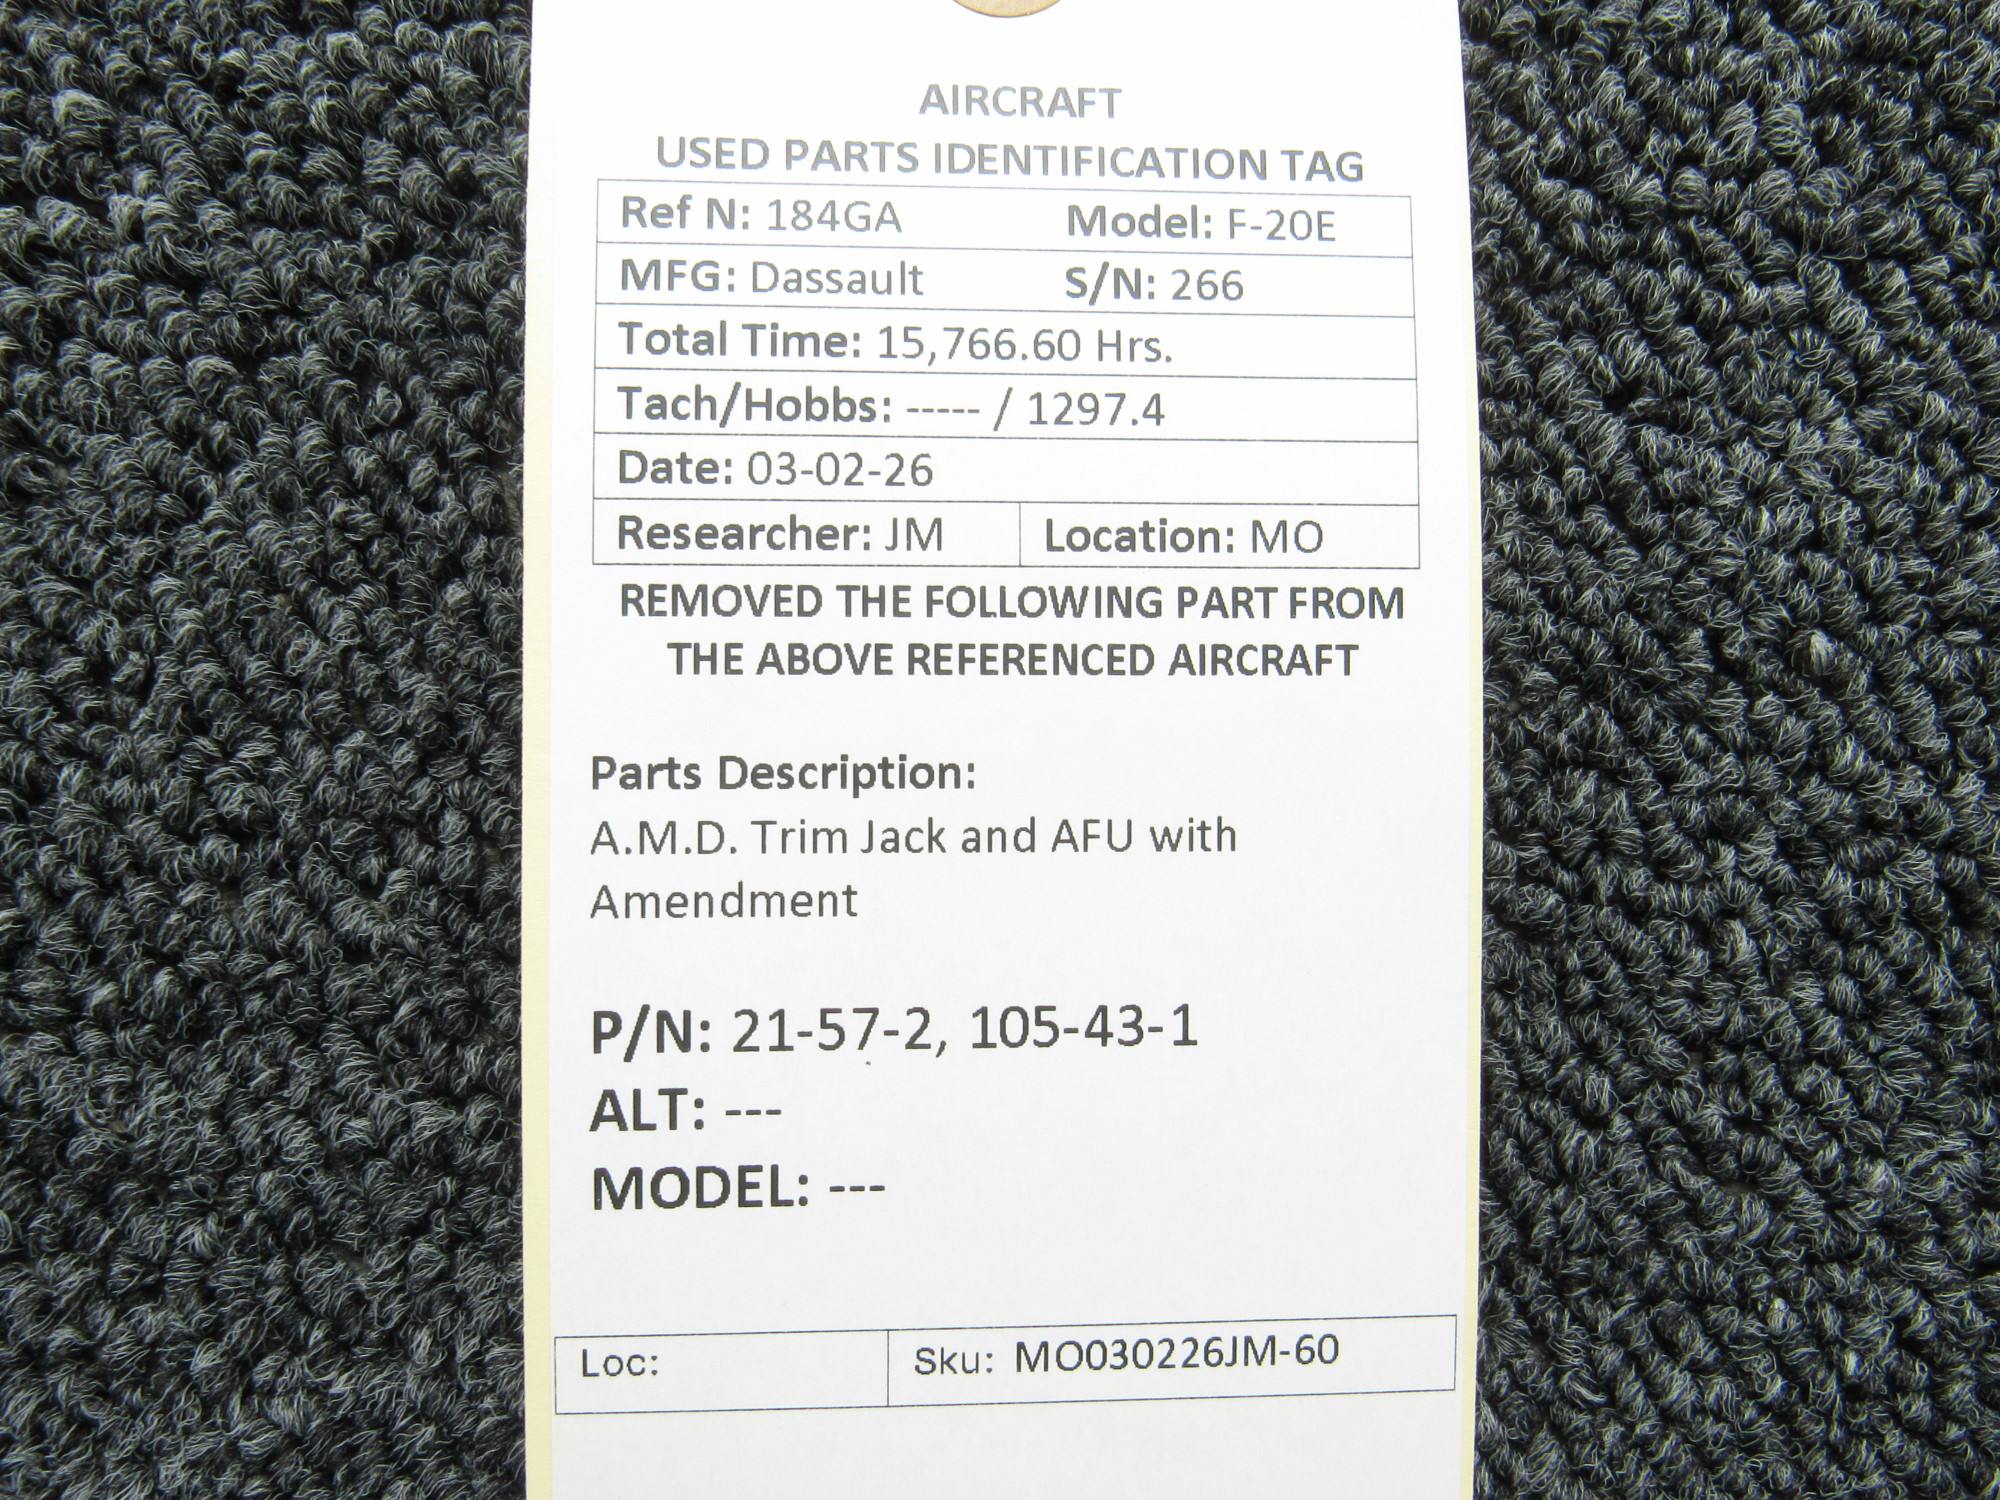 AIRCRAFT
USED PARTS IDENTIFICATION TAG
Ref N: 184GA Model: F-20E
MFG: Dassault S/N: 266
Total Time: 15,766.60 Hrs.
Tach/Hobbs: ----- / 1297.4
Date: 03-02-26
Researcher: JM Location: MO
REMOVED THE FOLLOWING PART FROM
THE ABOVE REFERENCED AIRCRAFT
Parts Description:
A.M.D. Trim Jack and AFU with
Amendment
P/N: 21-57-2, 105-43-1
ALT: ---
MODEL: ---
Loc: Sku: MO030226JM-60